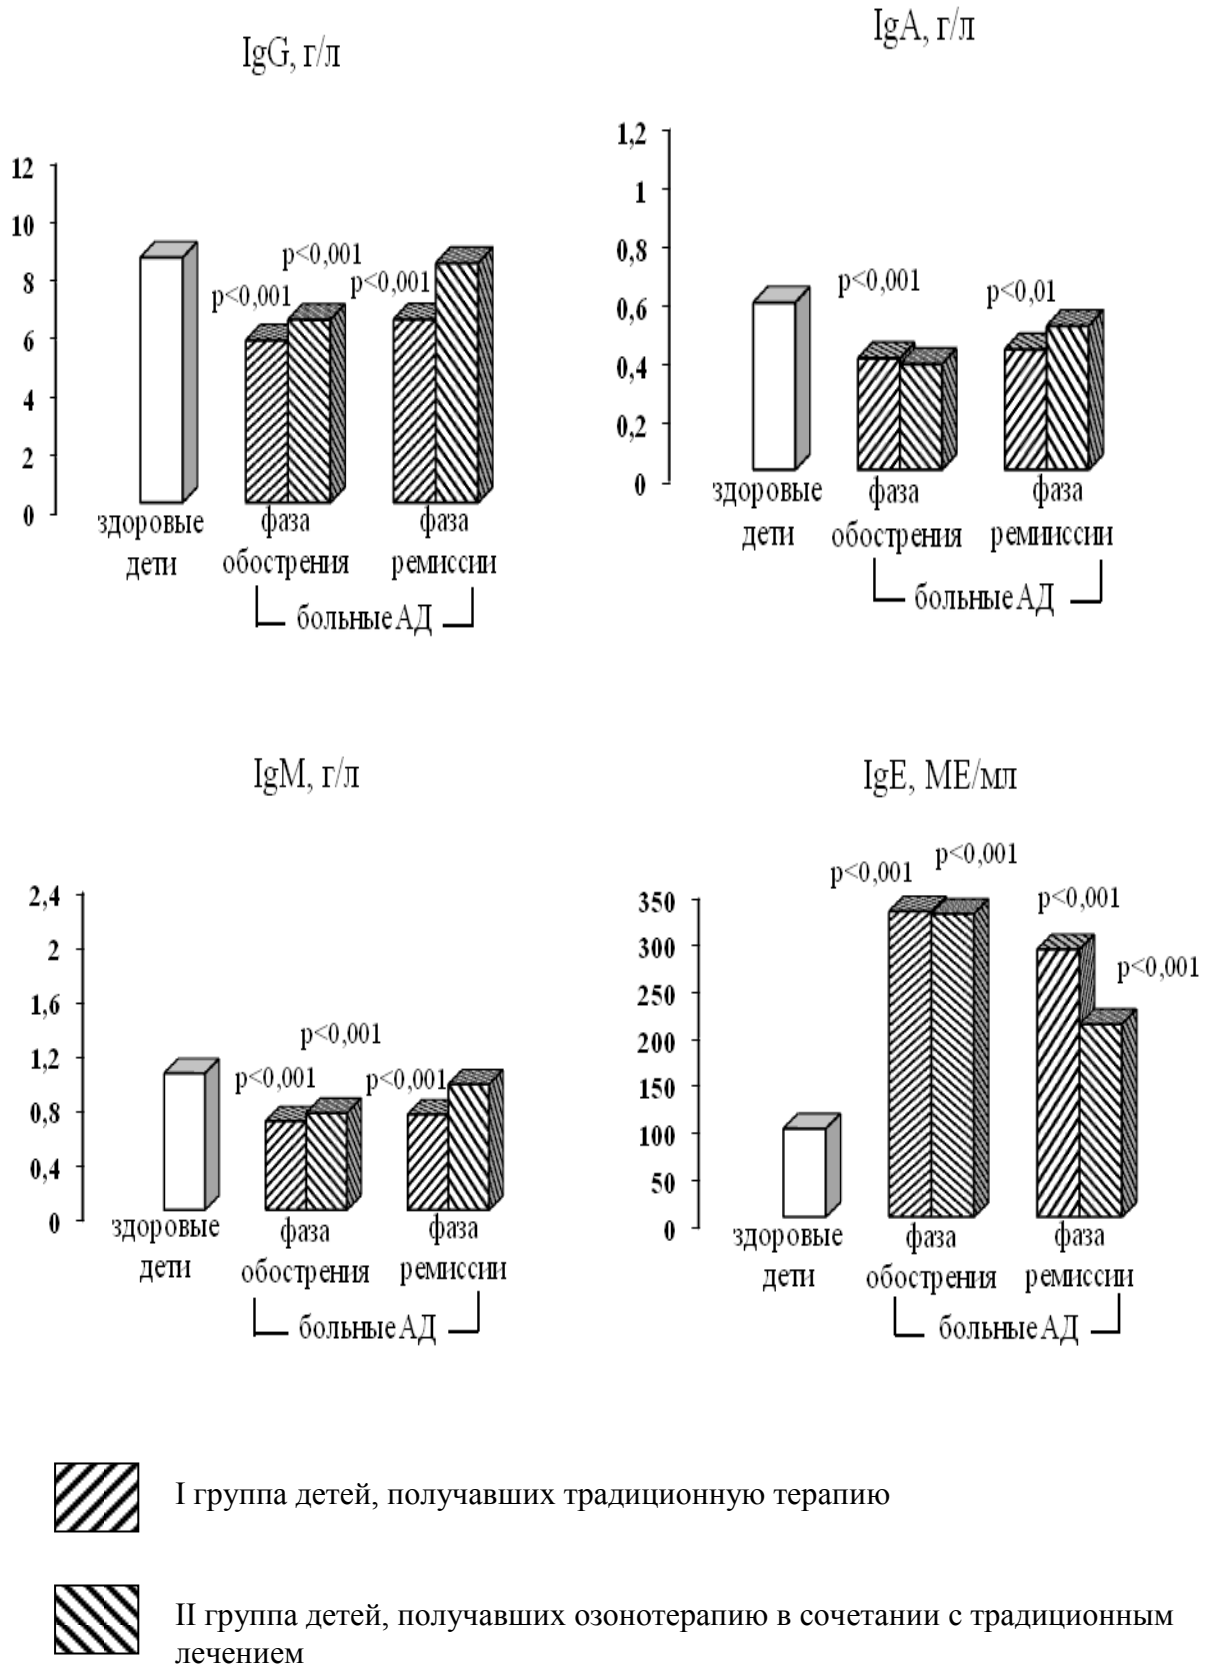 IgG, г/л
12
10
8
6
4
2
0
p<0,001
p<0,001
p<0,001
здоровые
дети
фаза
обострения
фаза
ремиссии
больные АД
IgA, г/л
1,2
1
0,8
0,6
0,4
0,2
0
p<0,001
p<0,01
здоровые
дети
фаза
обострения
фаза
ремииссии
больные АД
IgM, г/л
2,4
2
1,6
1,2
0,8
0,4
0
p<0,001
p<0,001
p<0,001
здоровые
дети
фаза
обострения
фаза
ремиссии
больные АД
IgE, МЕ/мл
350
300
250
200
150
100
50
0
p<0,001
p<0,001
p<0,001
p<0,001
здоровые
дети
фаза
обострения
фаза
ремиссии
больные АД
I группа детей, получавших традиционную терапию
II группа детей, получавших озонотерапию в сочетании с традиционным
лечением